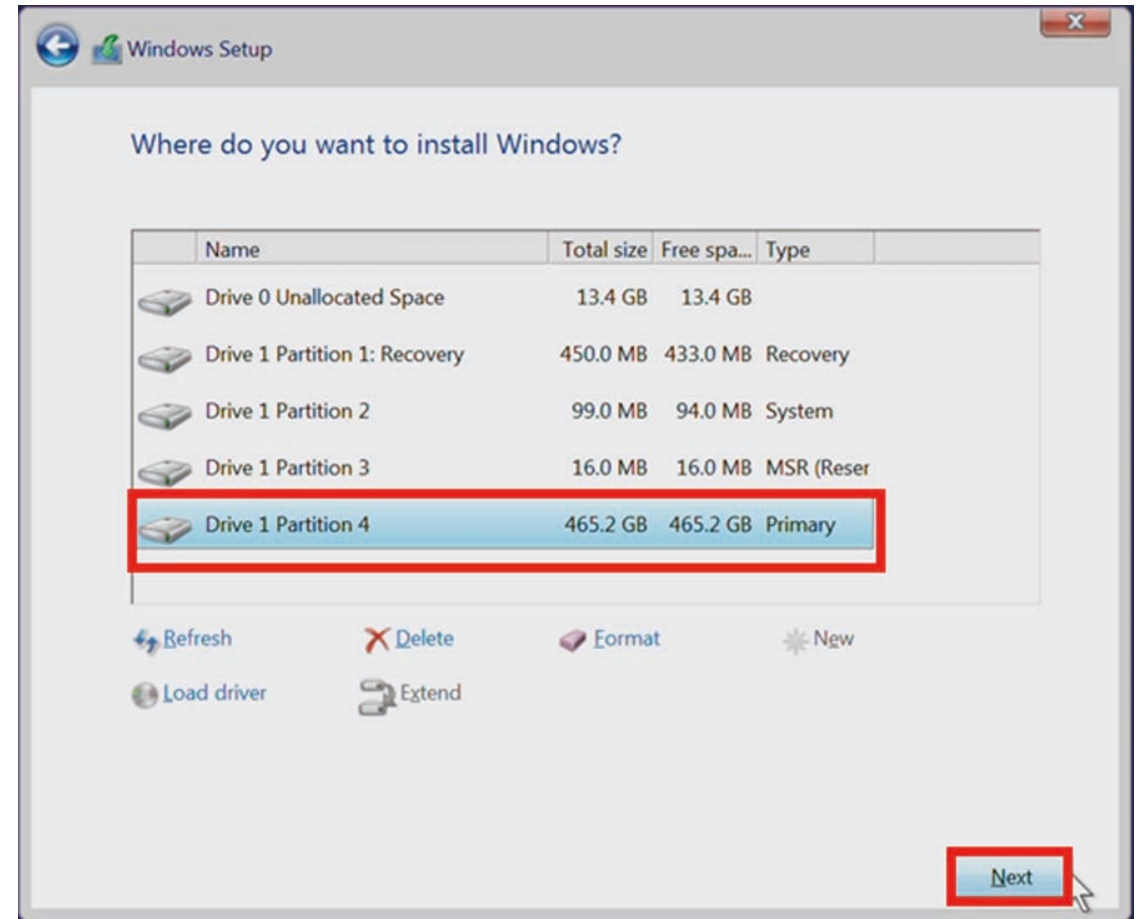 Windows Setup
Where do you want to install Windows?
Name Total size Free spa... Type
Drive 0 Unallocated Space 13.4 GB 13.4 GB
Drive 1 Partition 1: Recovery 450.0 MB 433.0 MB Recovery
Drive 1 Partition 2 99.0 MB 94.0 MB System
Drive 1 Partition 3 16.0 MB 16.0 MB MSR (Reser
Drive 1 Partition 4 465.2 GB 465.2 GB Primary
Refresh Delete Format New
Load driver Extend
Next